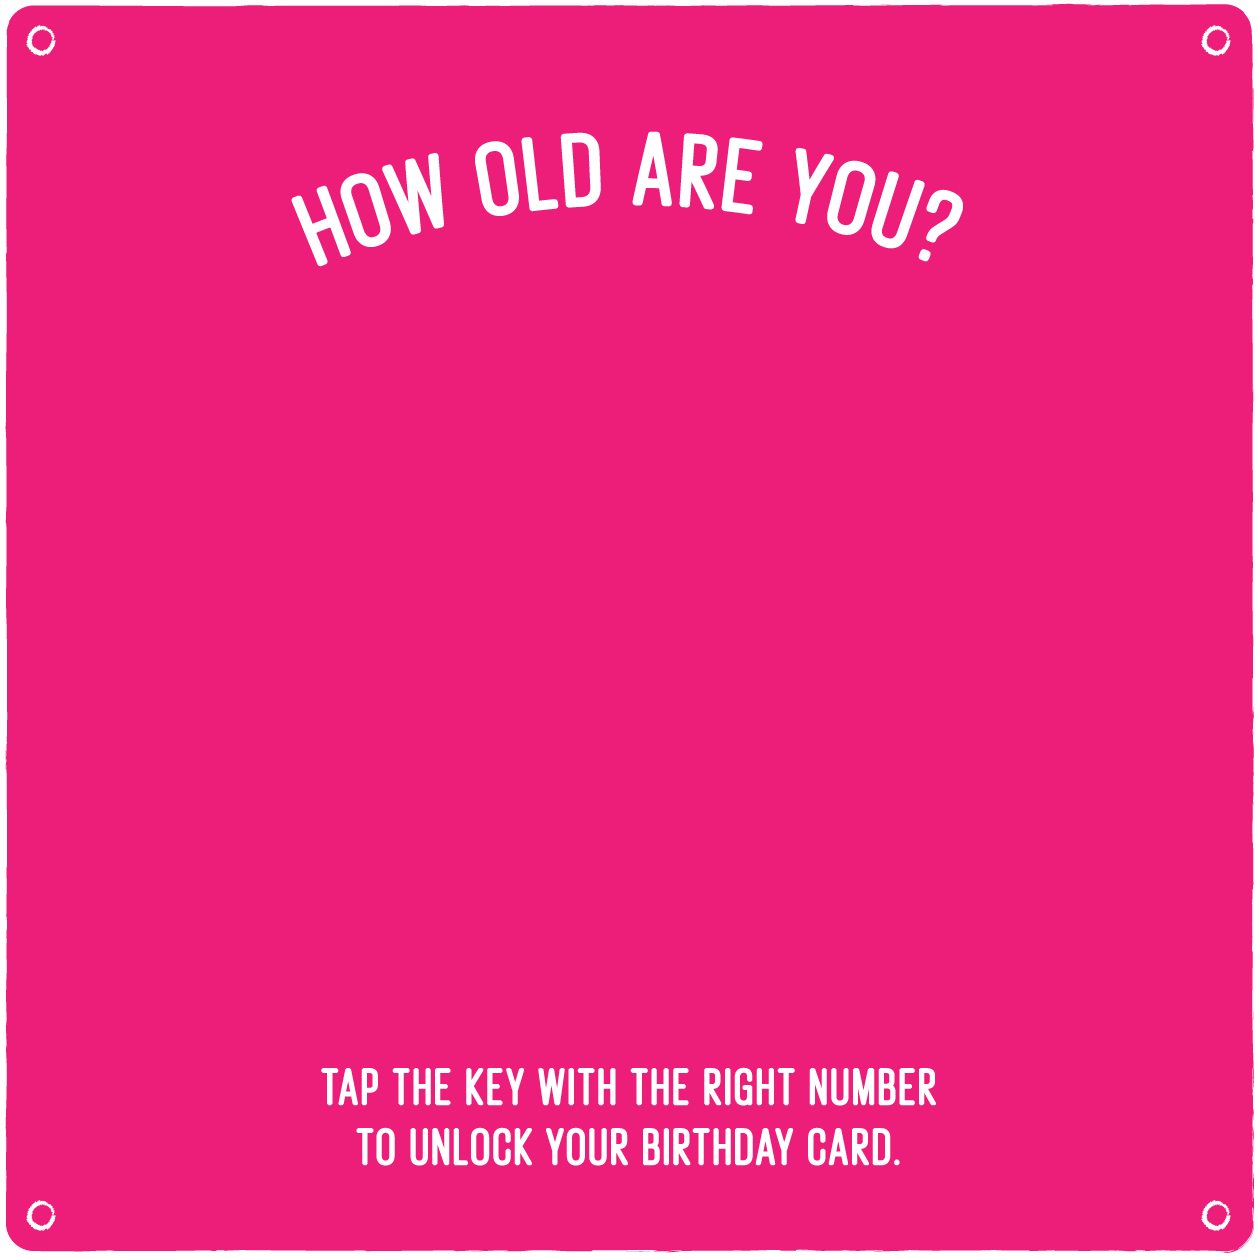 HOW OLD ARE YOU?
TAP THE KEY WITH THE RIGHT NUMBER
TO UNLOCK YOUR BIRTHDAY CARD.